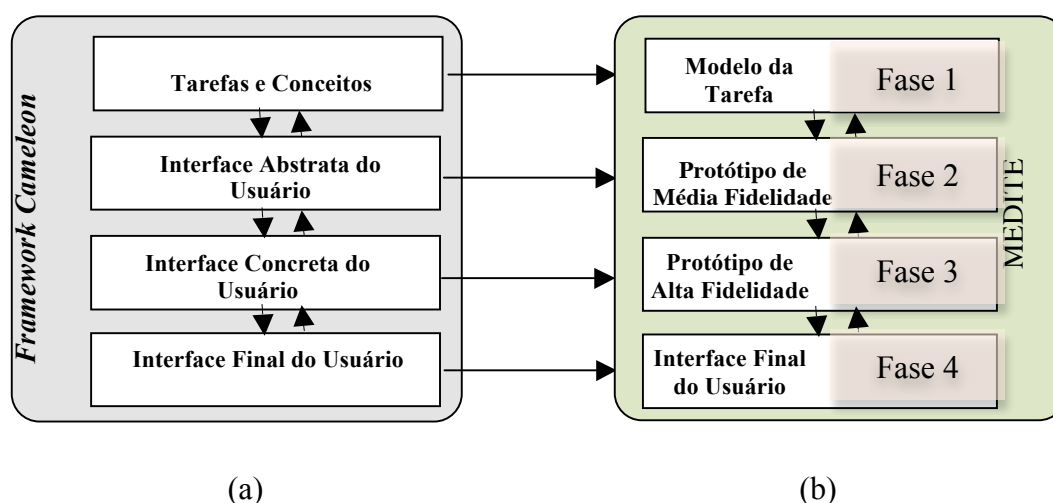 Framework Cameleon
Tarefas e Conceitos
Interface Abstrata do
Usuário
Interface Concreta do
Usuário
Interface Final do Usuário
(a)
Modelo da
Tarefa
Fase 1
Protótipo de
Média Fidelidade
Fase 2
Protótipo de
Alta Fidelidade
Fase 3
Interface Final
do Usuário
Fase 4
MEDITE
(b)